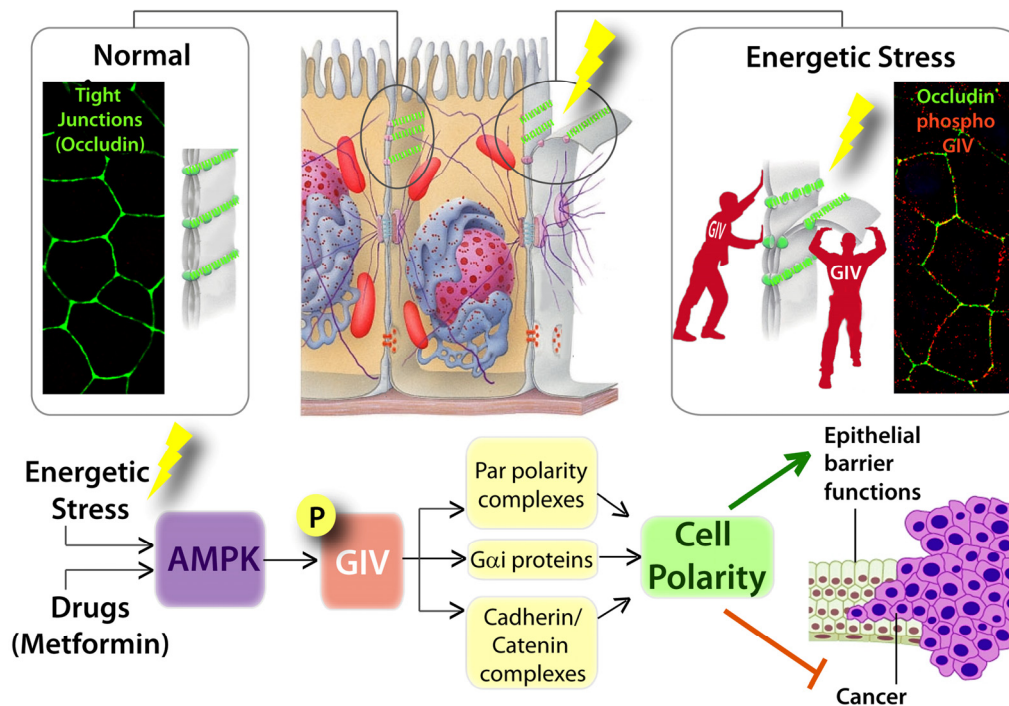 Normal
Tight
Junctions
(Occludin)
Energetic Stress
Occludin
phospho
GIV
GIV
GIV
Energetic
Stress
Drugs
(Metformin)
AMPK
P
GIV
Par polarity
complexes
Gαi proteins
Cadherin/
Catenin
complexes
Cell
Polarity
Epithelial
barrier
functions
Cancer